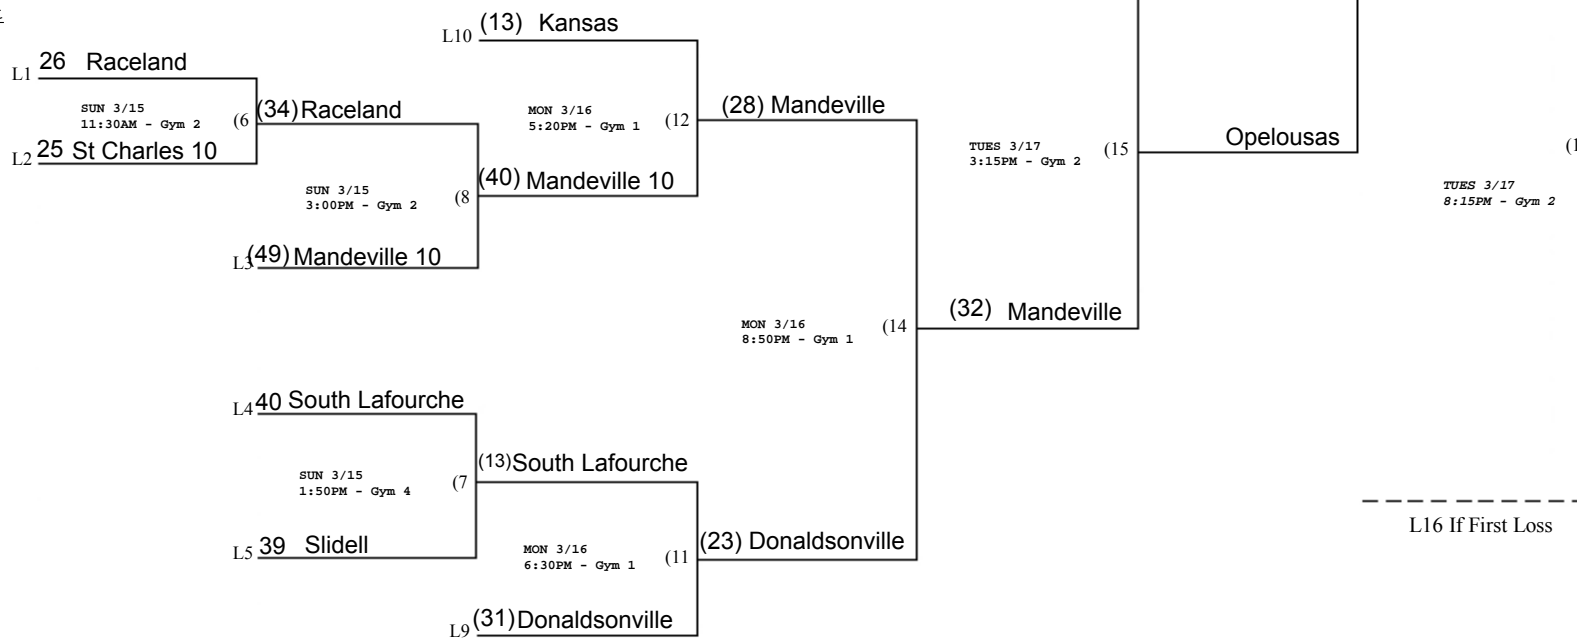 L10 (13) Kansas
L1 26 Raceland
SUN 3/15
11:30AM - Gym 2
(6
(34) Raceland
MON 3/16
5:20PM - Gym 1
(12
(28) Mandeville
L2 25 St Charles 10
TUES 3/17
3:15PM - Gym 2
(15
Opelousas
(1
SUN 3/15
3:00PM - Gym 2
(8
(40) Mandeville 10
TUES 3/17
8:15PM - Gym 2
L3 (49) Mandeville 10
MON 3/16
8:50PM - Gym 1
(14
(32) Mandeville
L4 40 South Lafourche
SUN 3/15
1:50PM - Gym 4
(7
(13) South Lafourche
L16 If First Loss
L5 39 Slidell
MON 3/16
6:30PM - Gym 1
(11
(23) Donaldsonville
L9 (31) Donaldsonville